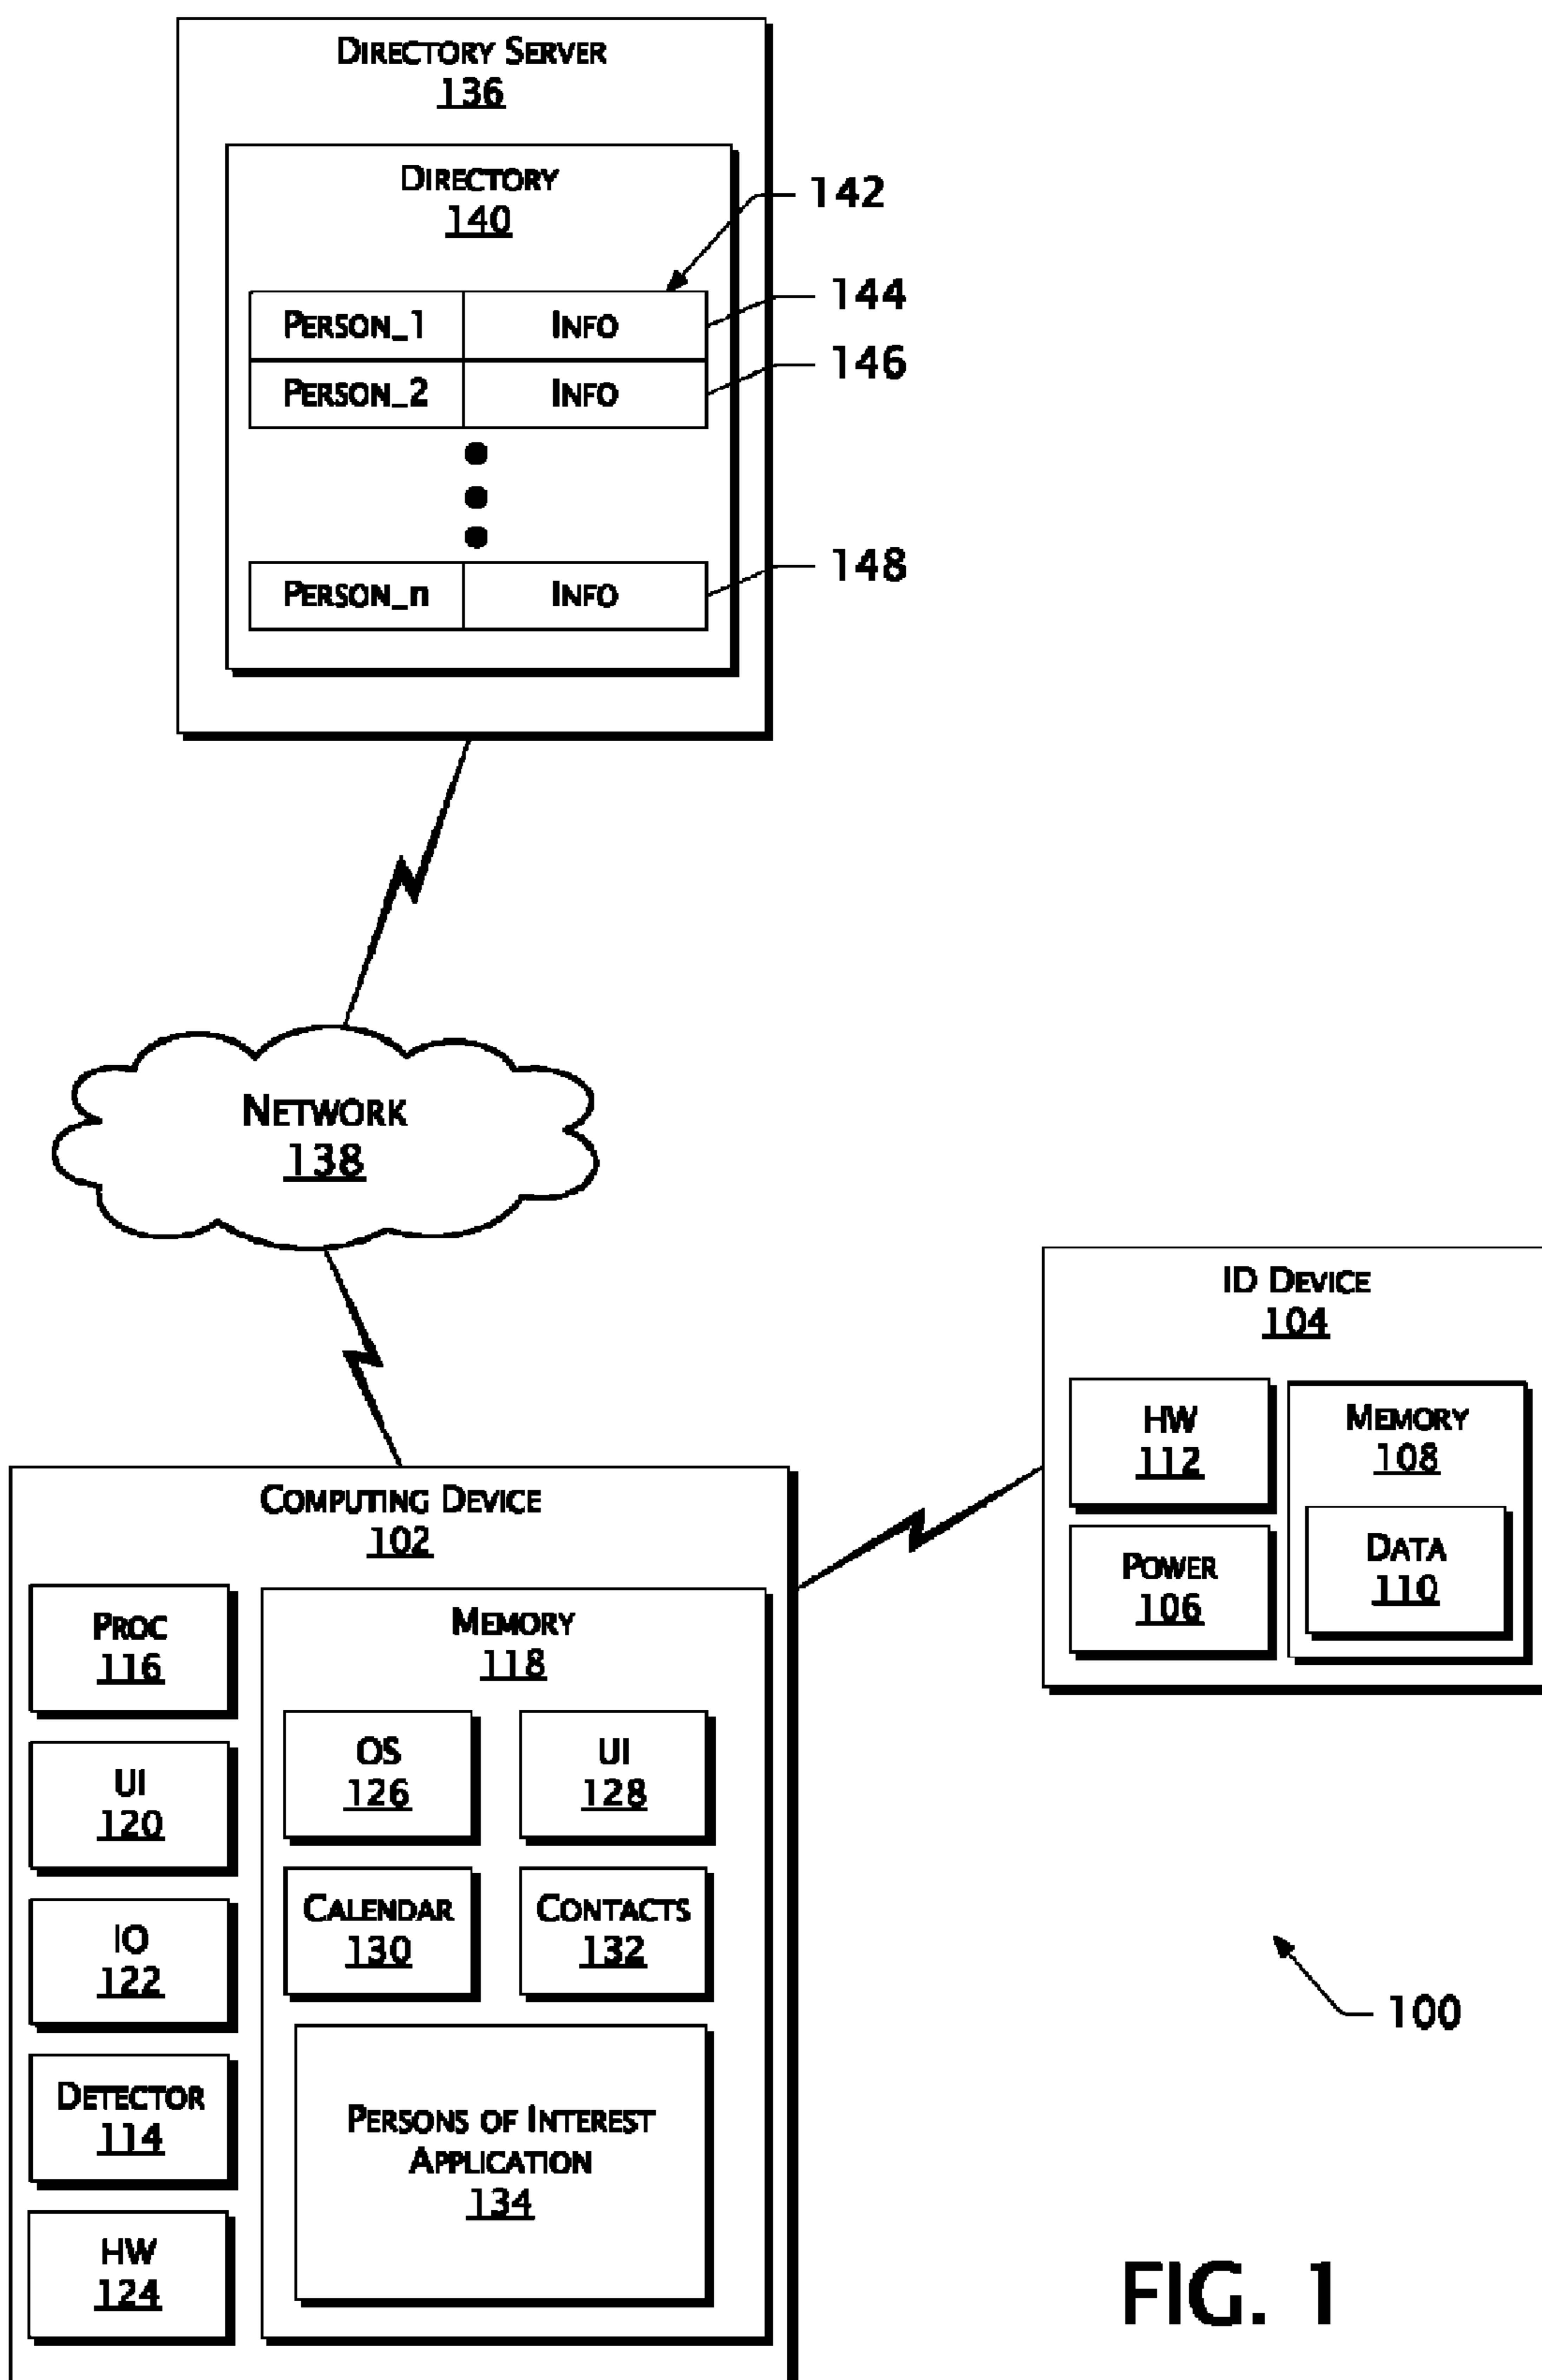 DIRECTORY SERVER
136
DIRECTORY
140
142
PERSON_1 INFO
144
PERSON_2 INFO
146
PERSON_n INFO
148
NETWORK
138
ID DEVICE
104
HW
112
MEMORY
108
POWER
106
DATA
110
COMPUTING DEVICE
102
PROC
116
UI
120
IO
122
DETECTOR
114
HW
124
MEMORY
118
OS
126
UI
128
CALENDAR
130
CONTACTS
132
PERSONS OF INTEREST
APPLICATION
134
100
FIG. 1